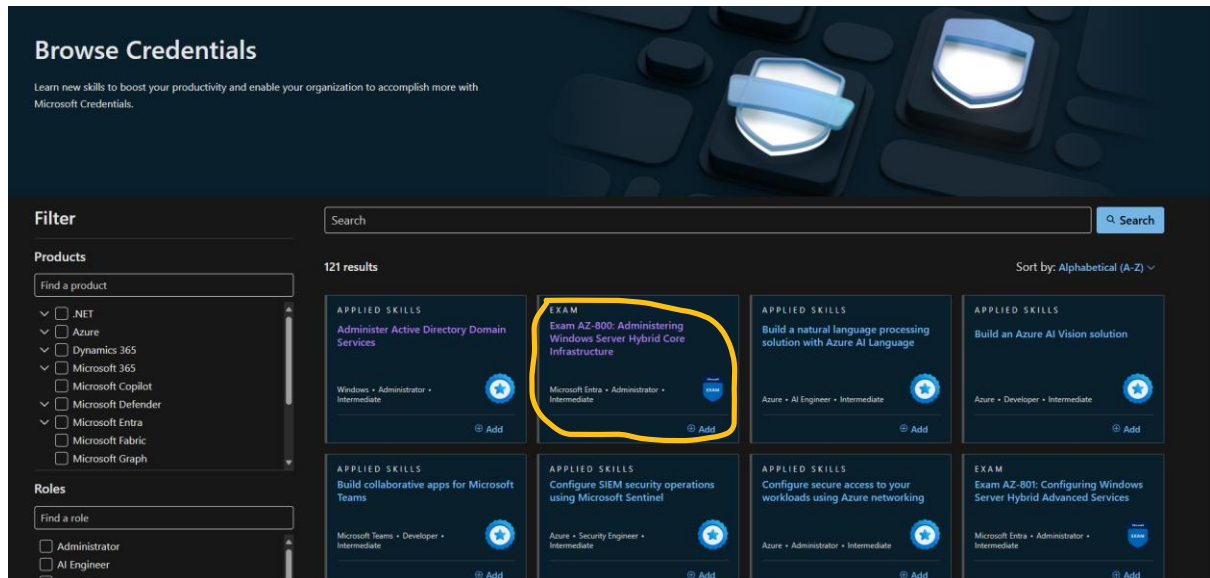 Browse Credentials
Learn new skills to boost your productivity and enable your organization to accomplish more with
Microsoft Credentials.
Filter
Products
Find a product
.NET
Azure
Dynamics 365
Microsoft 365
Microsoft Copilot
Microsoft Defender
Microsoft Entra
Microsoft Fabric
Microsoft Graph
Roles
Find a role
Administrator
AI Engineer
Search
Search
121 results
Sort by: Alphabetical (A-Z)
APPLIED SKILLS
Administer Active Directory Domain
Services
Windows • Administrator •
Intermediate
Add
EXAM
Exam AZ-800: Administering
Windows Server Hybrid Core
Infrastructure
Microsoft Entra • Administrator •
Intermediate
EXAM
Add
APPLIED SKILLS
Build a natural language processing
solution with Azure AI Language
Azure • AI Engineer • Intermediate
Add
APPLIED SKILLS
Build an Azure AI Vision solution
Azure • Developer • Intermediate
Add
APPLIED SKILLS
Build collaborative apps for Microsoft
Teams
Microsoft Teams • Developer •
Intermediate
Add
APPLIED SKILLS
Configure SIEM security operations
using Microsoft Sentinel
Azure • Security Engineer •
Intermediate
Add
APPLIED SKILLS
Configure secure access to your
workloads using Azure networking
Azure • Administrator • Intermediate
Add
EXAM
Exam AZ-801: Configuring Windows
Server Hybrid Advanced Services
Microsoft Entra • Administrator •
Intermediate
EXAM
Add